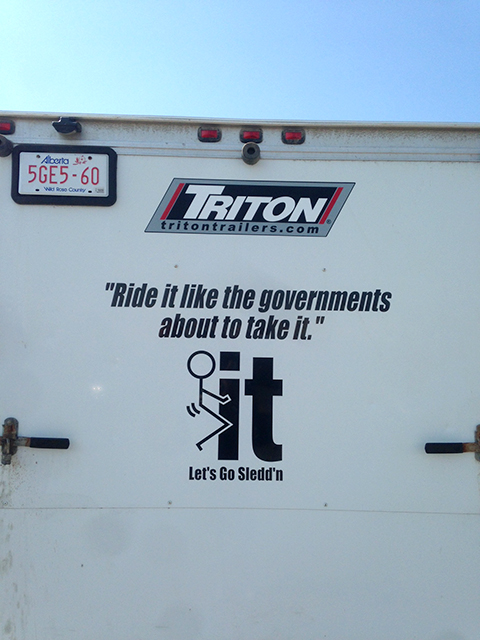 Alberta
5GE5-60
Wild Rose Country
TRITON
tritontrailers.com
"Ride it like the governments
about to take it."
it
Let's Go Sledd'n